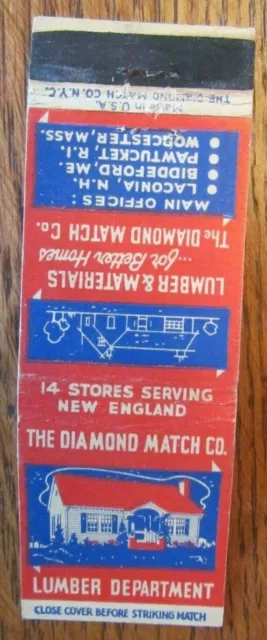 14 STORES SERVING
NEW ENGLAND
THE DIAMOND MATCH CO.
LUMBER DEPARTMENT
CLOSE COVER BEFORE STRIKING MATCH
LUMBER & MATERIALS
...for Better Homes
The DIAMOND MATCH Co.
MAIN OFFICES:
• LACONIA, N.H.
• BIDDEFORD, ME.
• PAWTUCKET, R.I.
• WORCESTER, MASS.
MADE IN U.S.A.
THE DIAMOND MATCH CO. N.Y.C.